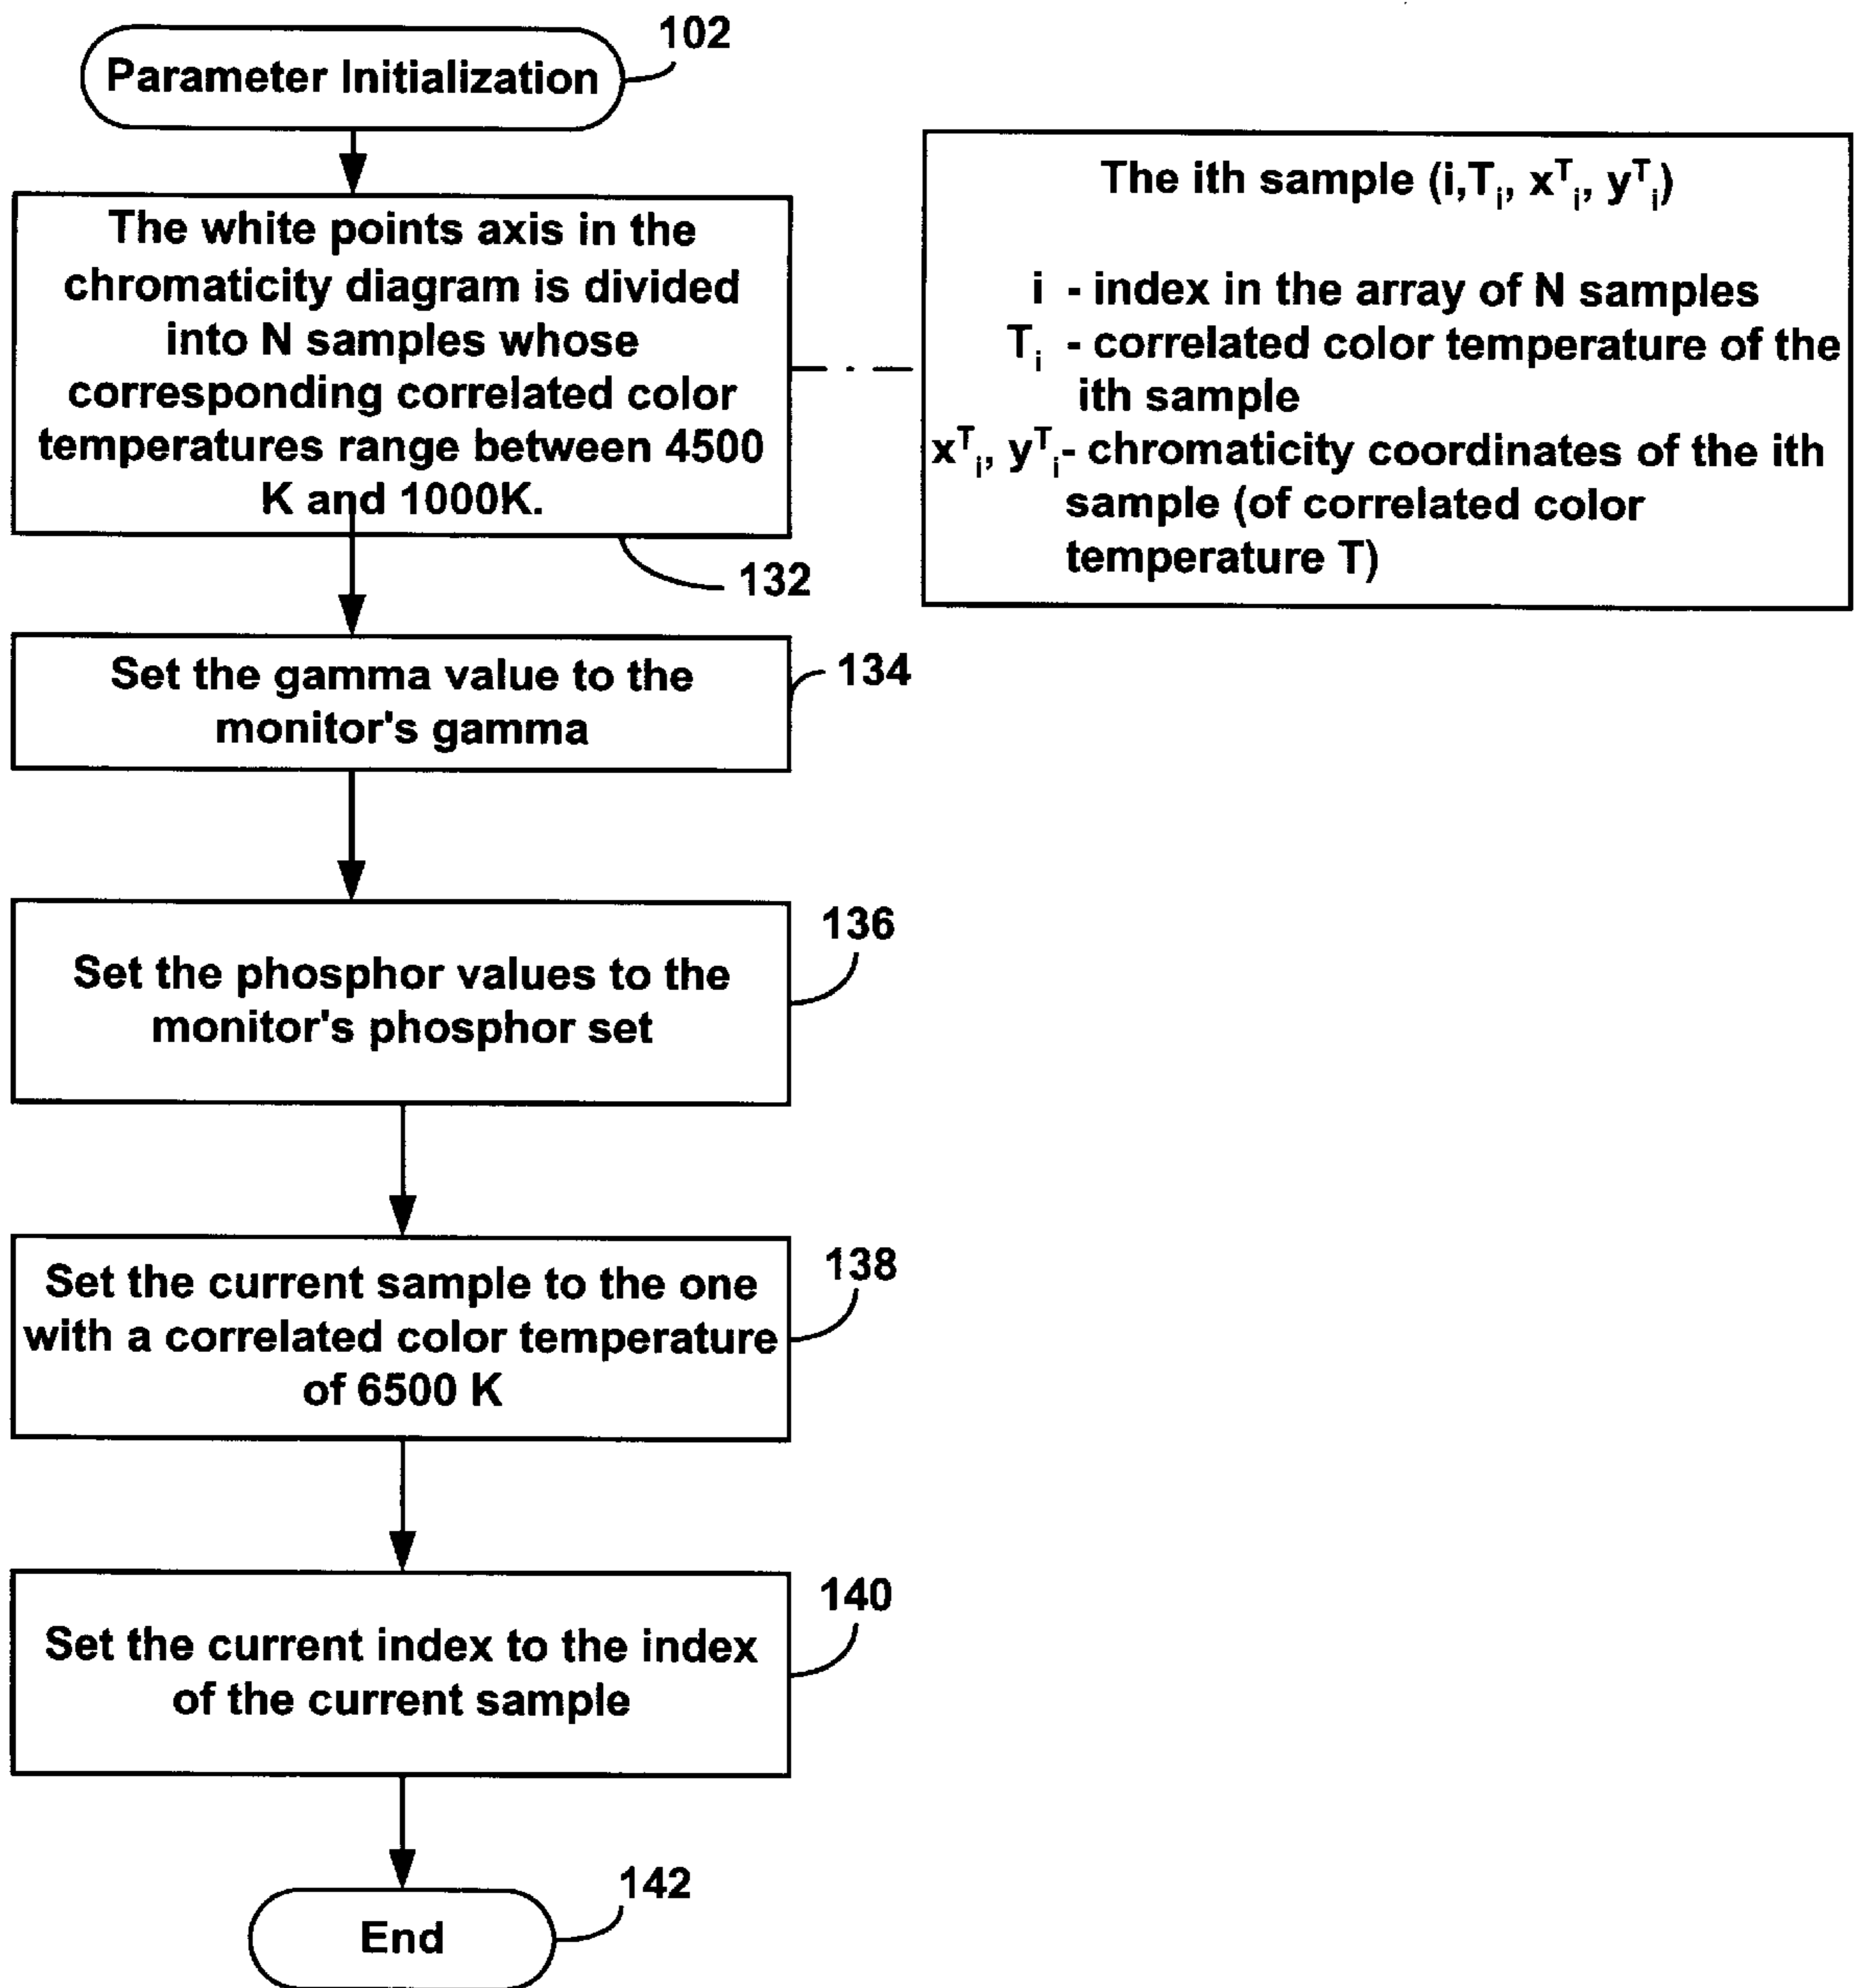 102
Parameter Initialization
The white points axis in the
chromaticity diagram is divided
into N samples whose
corresponding correlated color
temperatures range between 4500
K and 1000K.
132
The ith sample (i,Tᵢ, xᵀᵢ, yᵀᵢ)
i - index in the array of N samples
Tᵢ - correlated color temperature of the
ith sample
xᵀᵢ, yᵀᵢ- chromaticity coordinates of the ith
sample (of correlated color
temperature T)
Set the gamma value to the
monitor's gamma
134
Set the phosphor values to the
monitor's phosphor set
136
Set the current sample to the one
with a correlated color temperature
of 6500 K
138
Set the current index to the index
of the current sample
140
End
142